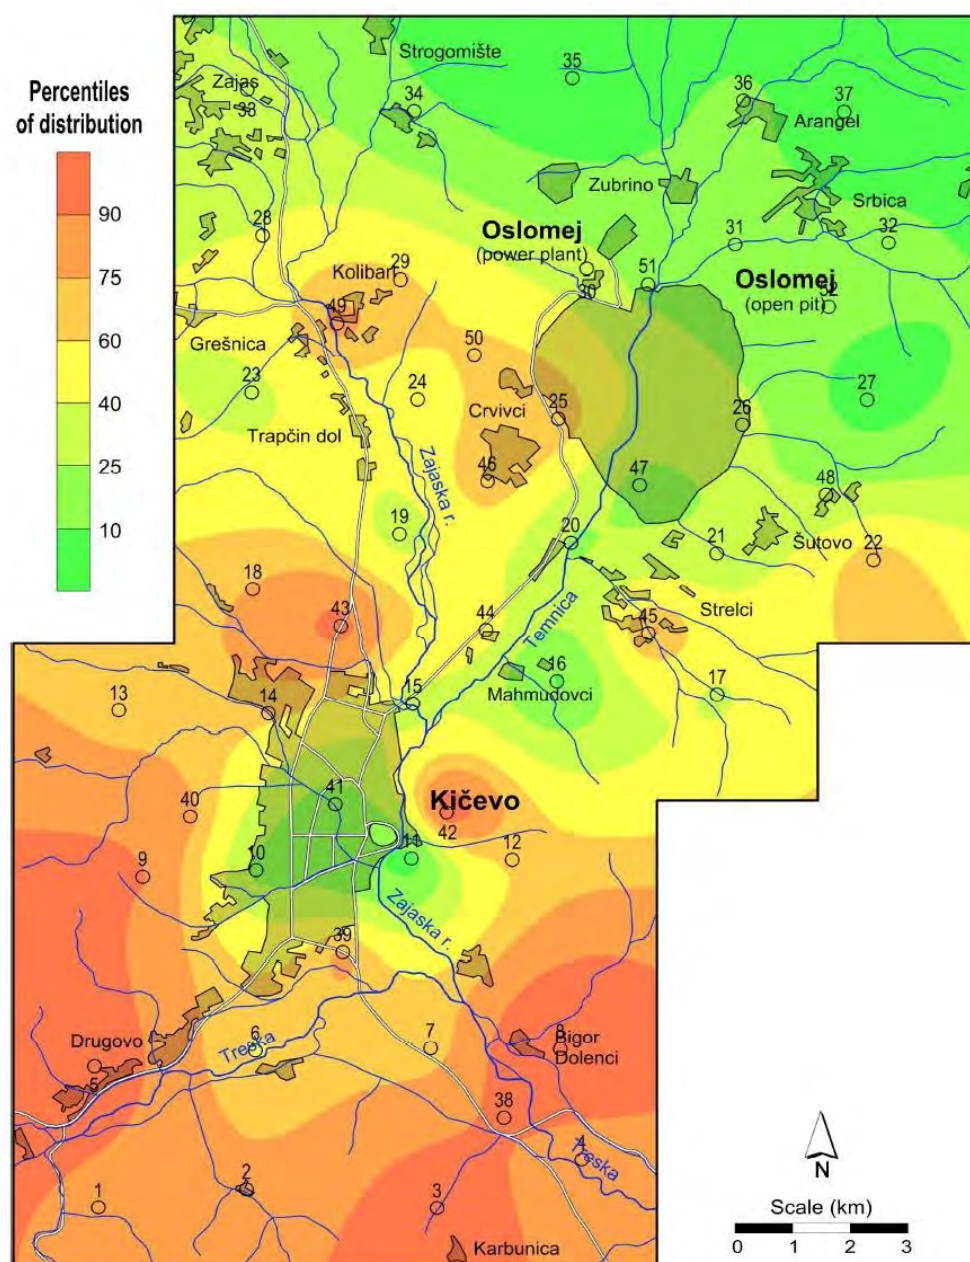 Percentiles
of distribution
90
75
60
40
25
10
Strogomište
35
36
37
Zajas
33
34
Arangel
Zubrino
Srbica
28
Oslomej
(power plant)
31
32
29
Kolibari
30
51
Oslomej
(open pit)
52
49
Grešnica
50
23
24
27
Crvivci
25
26
Trapčin dol
46
47
48
Zajaska r.
19
20
21
Šutovo
22
18
43
44
Temnica
45
Strelci
16
17
Mahmudovci
13
14
15
41
Kičevo
40
42
12
9
10
11
Zajaska r.
39
Drugovo
6
Treska
7
8
Bigor
Dolenci
5
38
4
Treska
1
2
3
Karbunica
N
Scale (km)
0 1 2 3